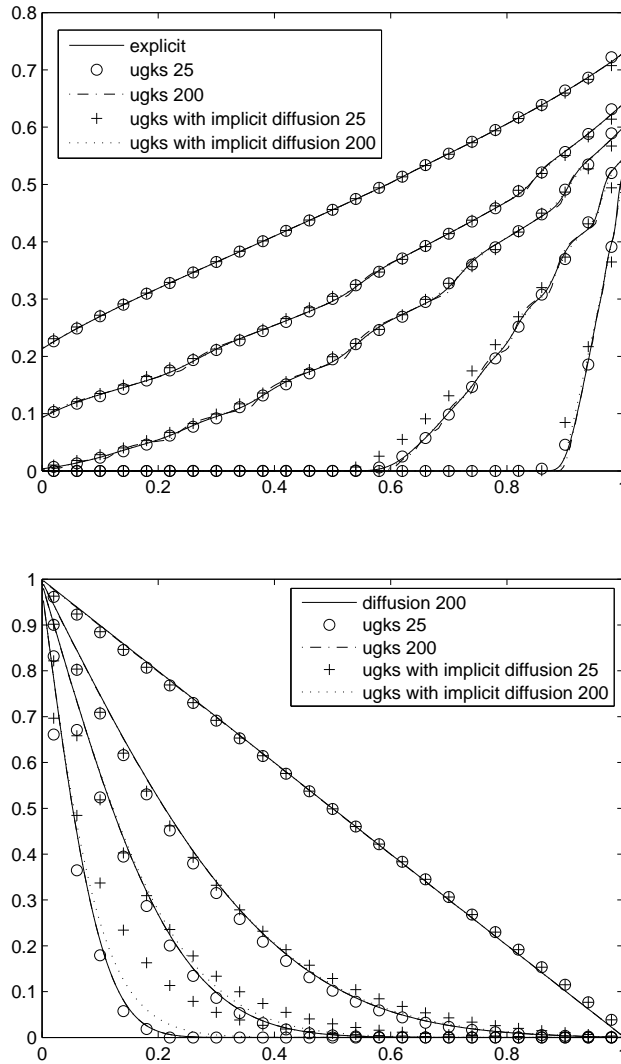 0.8
0.7
0.6
0.5
0.4
0.3
0.2
0.1
0
explicit
ugks 25
ugks 200
ugks with implicit diffusion 25
ugks with implicit diffusion 200
0 0.2 0.4 0.6 0.8 1
1
0.9
0.8
0.7
0.6
0.5
0.4
0.3
0.2
0.1
0
diffusion 200
ugks 25
ugks 200
ugks with implicit diffusion 25
ugks with implicit diffusion 200
0 0.2 0.4 0.6 0.8 1